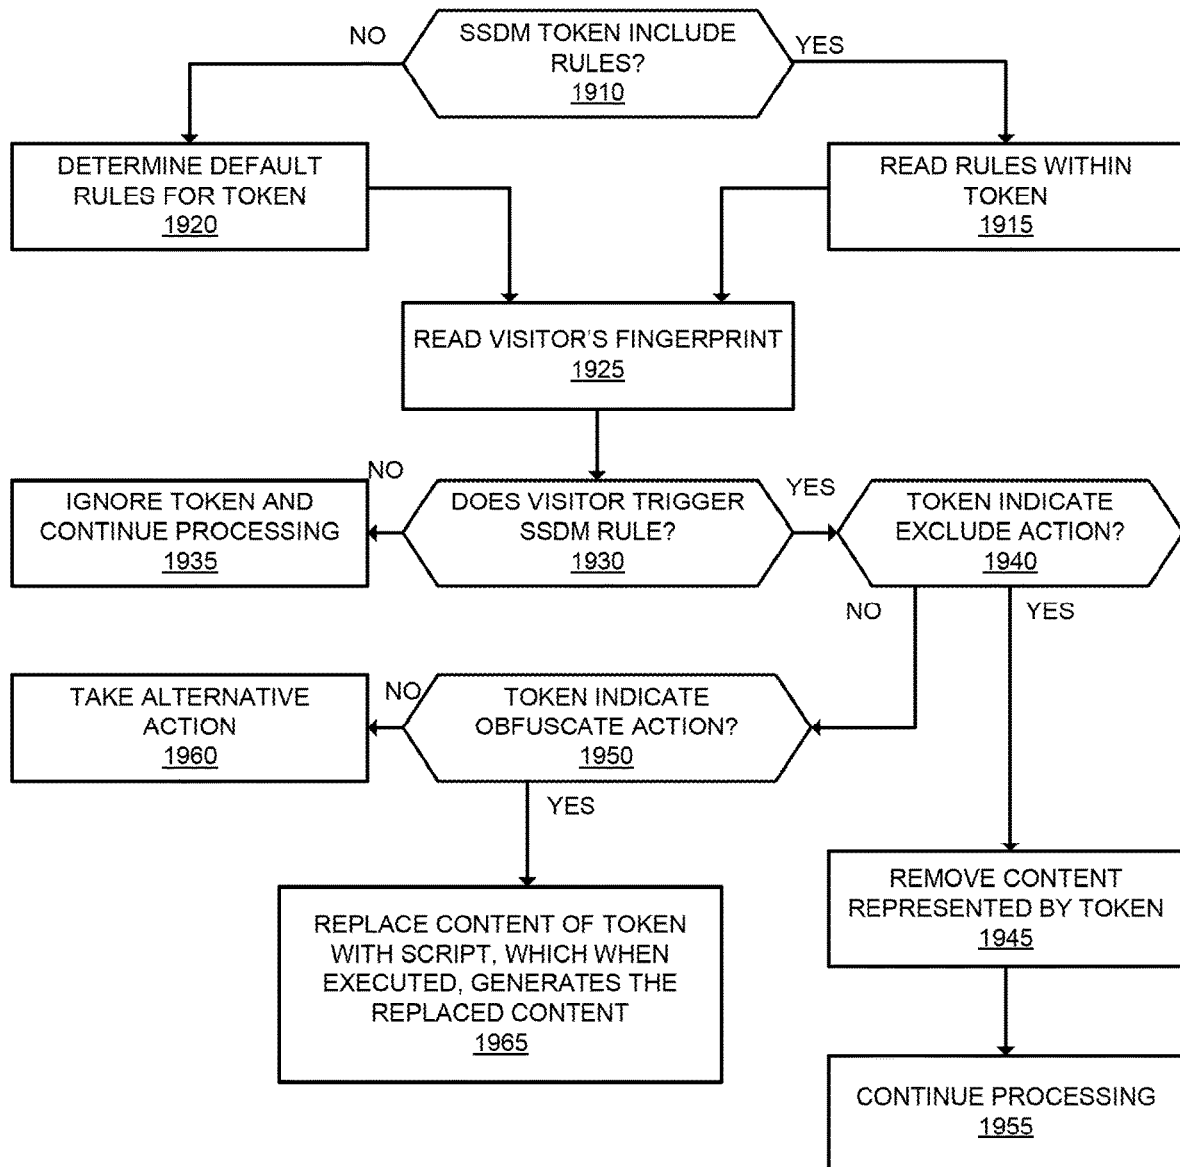 NO
SSDM TOKEN INCLUDE
RULES?
1910
YES
DETERMINE DEFAULT
RULES FOR TOKEN
1920
READ RULES WITHIN
TOKEN
1915
READ VISITOR'S FINGERPRINT
1925
NO
IGNORE TOKEN AND
CONTINUE PROCESSING
1935
DOES VISITOR TRIGGER
SSDM RULE?
1930
YES
TOKEN INDICATE
EXCLUDE ACTION?
1940
NO
YES
TAKE ALTERNATIVE
ACTION
1960
NO
TOKEN INDICATE
OBFUSCATE ACTION?
1950
YES
REPLACE CONTENT OF TOKEN
WITH SCRIPT, WHICH WHEN
EXECUTED, GENERATES THE
REPLACED CONTENT
1965
REMOVE CONTENT
REPRESENTED BY TOKEN
1945
CONTINUE PROCESSING
1955